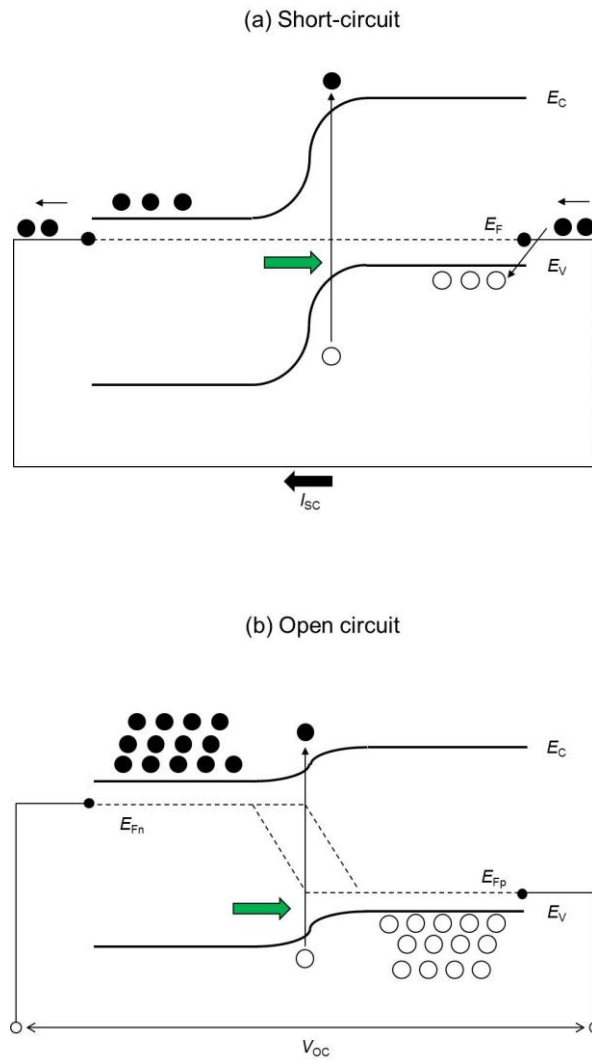 (a) Short-circuit
E_C
E_F
E_V
I_SC
(b) Open circuit
E_C
E_Fn
E_Fp
E_V
V_OC